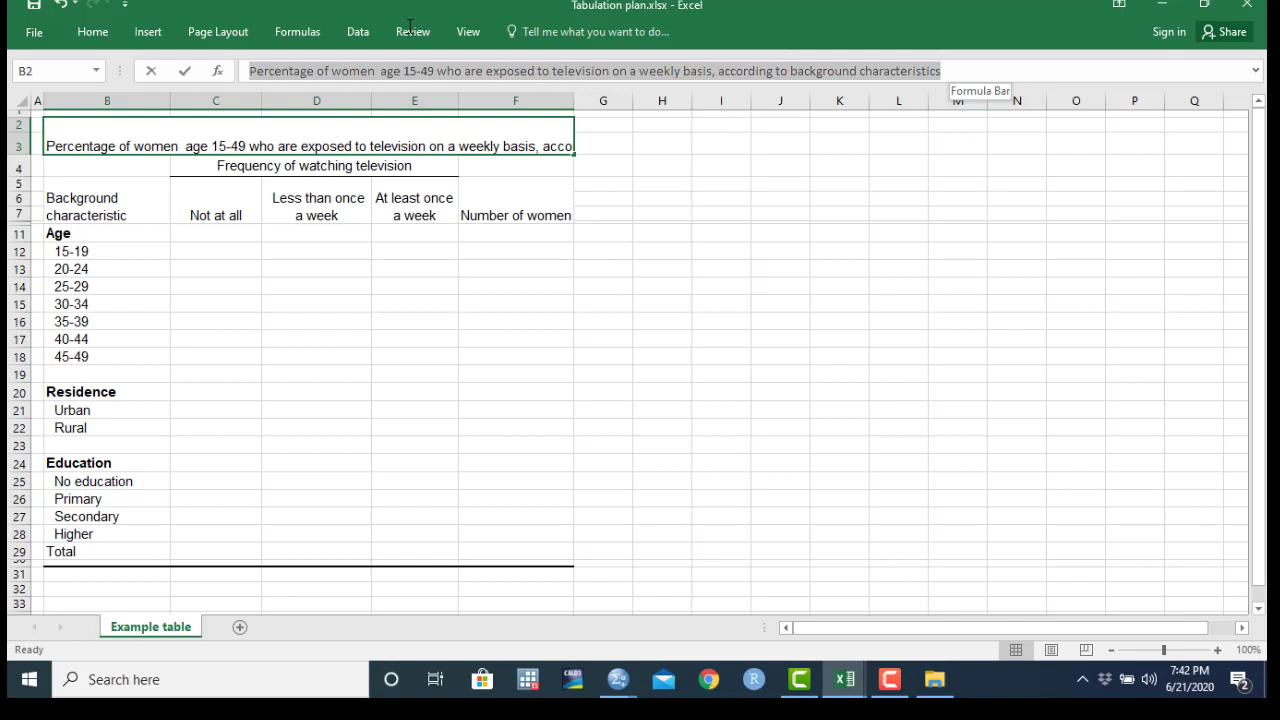 Tabulation plan.xlsx - Excel
File Home Insert Page Layout Formulas Data Review View Tell me what you want to do... Sign in Share
B2 fx Percentage of women  age 15-49 who are exposed to television on a weekly basis, according to background characteristics
Formula Bar
A B C D E F G H I J K L M N O P Q
2
3 Percentage of women  age 15-49 who are exposed to television on a weekly basis, acco
4 Frequency of watching television
5
6 Background Less than once At least once
7 characteristic Not at all a week a week Number of women
11 Age
12 15-19
13 20-24
14 25-29
15 30-34
16 35-39
17 40-44
18 45-49
19
20 Residence
21 Urban
22 Rural
23
24 Education
25 No education
26 Primary
27 Secondary
28 Higher
29 Total
31
32
33
Example table
Ready 100%
Search here 7:42 PM
6/21/2020 2